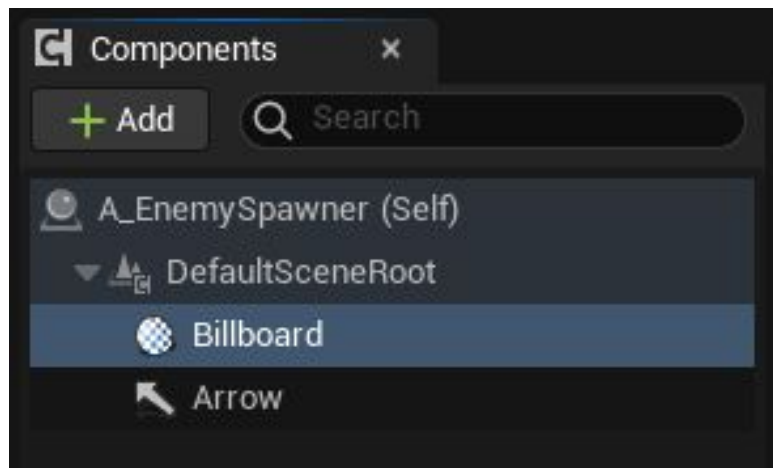 Components
Add
Search
A_EnemySpawner (Self)
DefaultSceneRoot
Billboard
Arrow